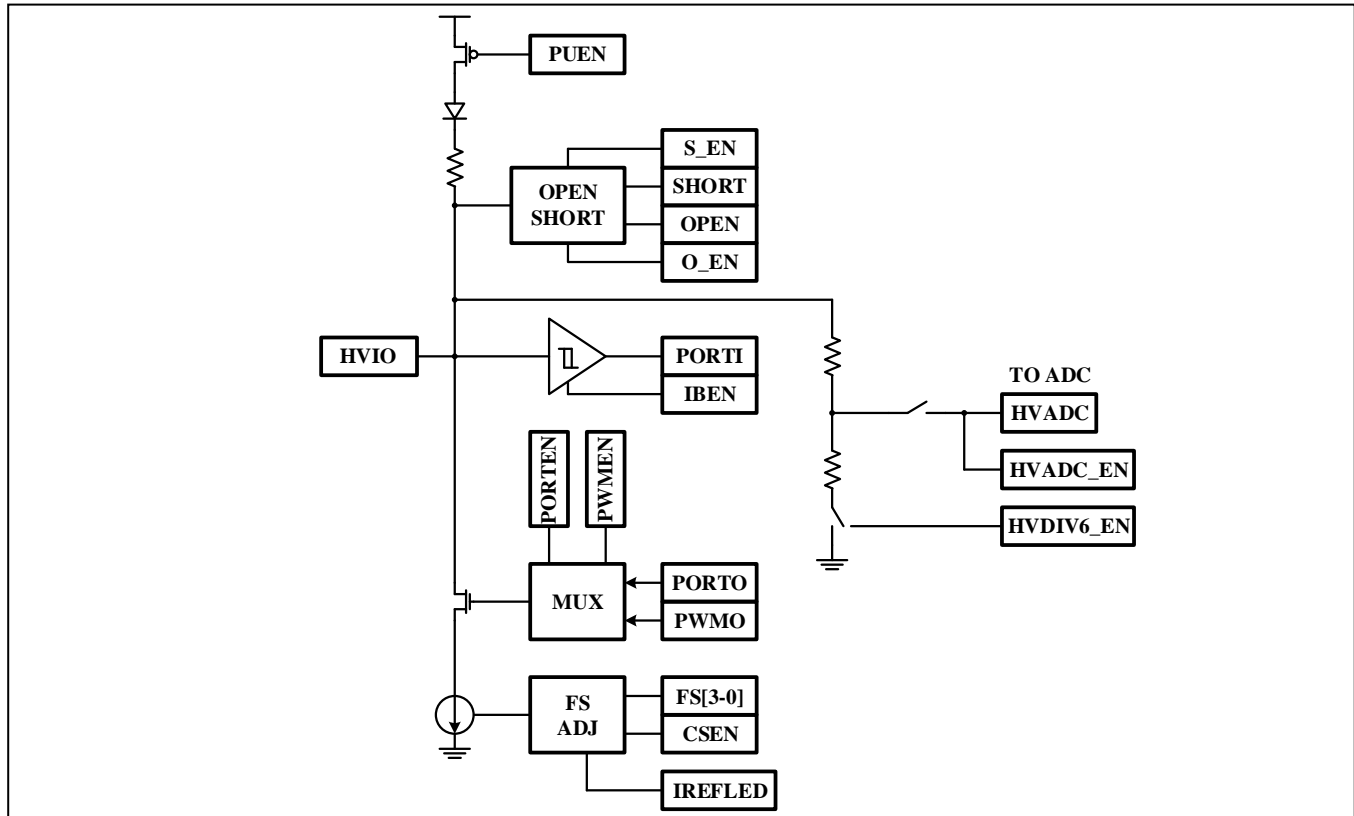 PUEN
S_EN
SHORT
OPEN
O_EN
OPEN
SHORT
HVIO
PORTI
IBEN
TO ADC
HVADC
HVADC_EN
HVDIV6_EN
PORTEN
PWMEN
MUX
PORTO
PWMO
FS
ADJ
FS[3-0]
CSEN
IREFLED